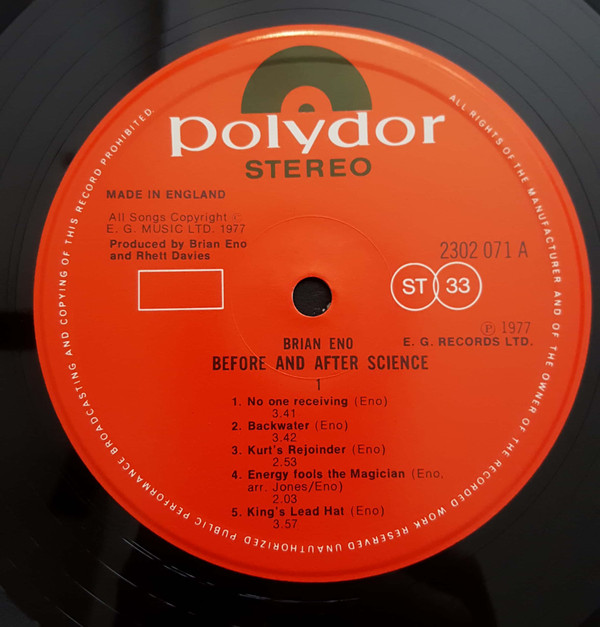 polydor
STEREO
MADE IN ENGLAND
All Songs Copyright ©
E. G. MUSIC LTD. 1977
Produced by Brian Eno
and Rhett Davies
2302 071 A
ST 33
℗ 1977
E. G. RECORDS LTD.
BRIAN ENO
BEFORE AND AFTER SCIENCE
1
1. No one receiving (Eno)
3.41
2. Backwater (Eno)
3.42
3. Kurt's Rejoinder (Eno)
2.53
4. Energy fools the Magician (Eno,
arr. Jones/Eno)
2.03
5. King's Lead Hat (Eno)
3.57
ALL RIGHTS OF THE MANUFACTURER AND OF THE OWNER OF THE RECORDED WORK RESERVED UNAUTHORIZED PUBLIC PERFORMANCE BROADCASTING AND COPYING OF THIS RECORD PROHIBITED.